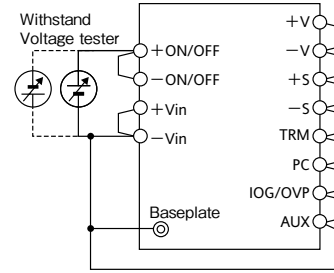 Withstand
Voltage tester
+ON/OFF
−ON/OFF
+Vin
−Vin
Baseplate
+V
−V
+S
−S
TRM
PC
IOG/OVP
AUX